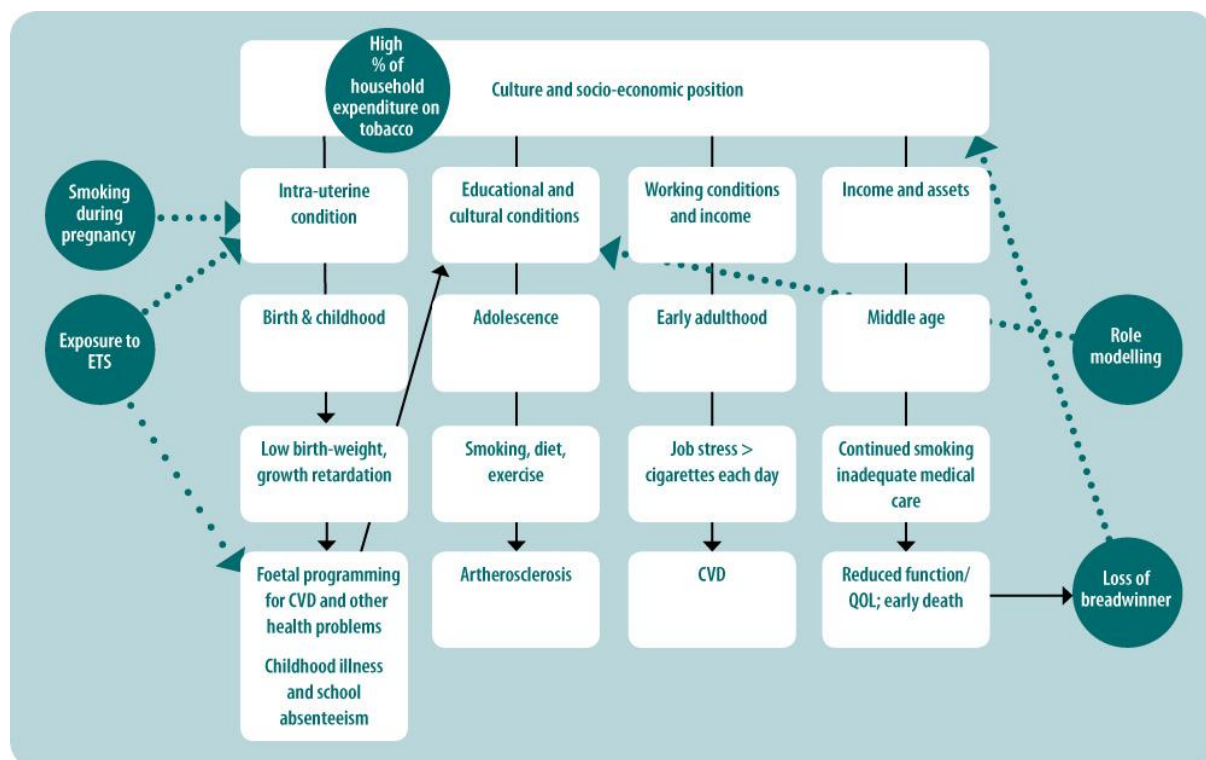 High
% of
household
expenditure on
tobacco
Culture and socio-economic position
Smoking
during
pregnancy
Intra-uterine
condition
Educational and
cultural conditions
Working conditions
and income
Income and assets
Exposure to
ETS
Birth & childhood
Adolescence
Early adulthood
Middle age
Role
modelling
Low birth-weight,
growth retardation
Smoking, diet,
exercise
Job stress >
cigarettes each day
Continued smoking
inadequate medical
care
Foetal programming
for CVD and other
health problems
Childhood illness
and school
absenteeism
Artherosclerosis
CVD
Reduced function/
QOL; early death
Loss of
breadwinner